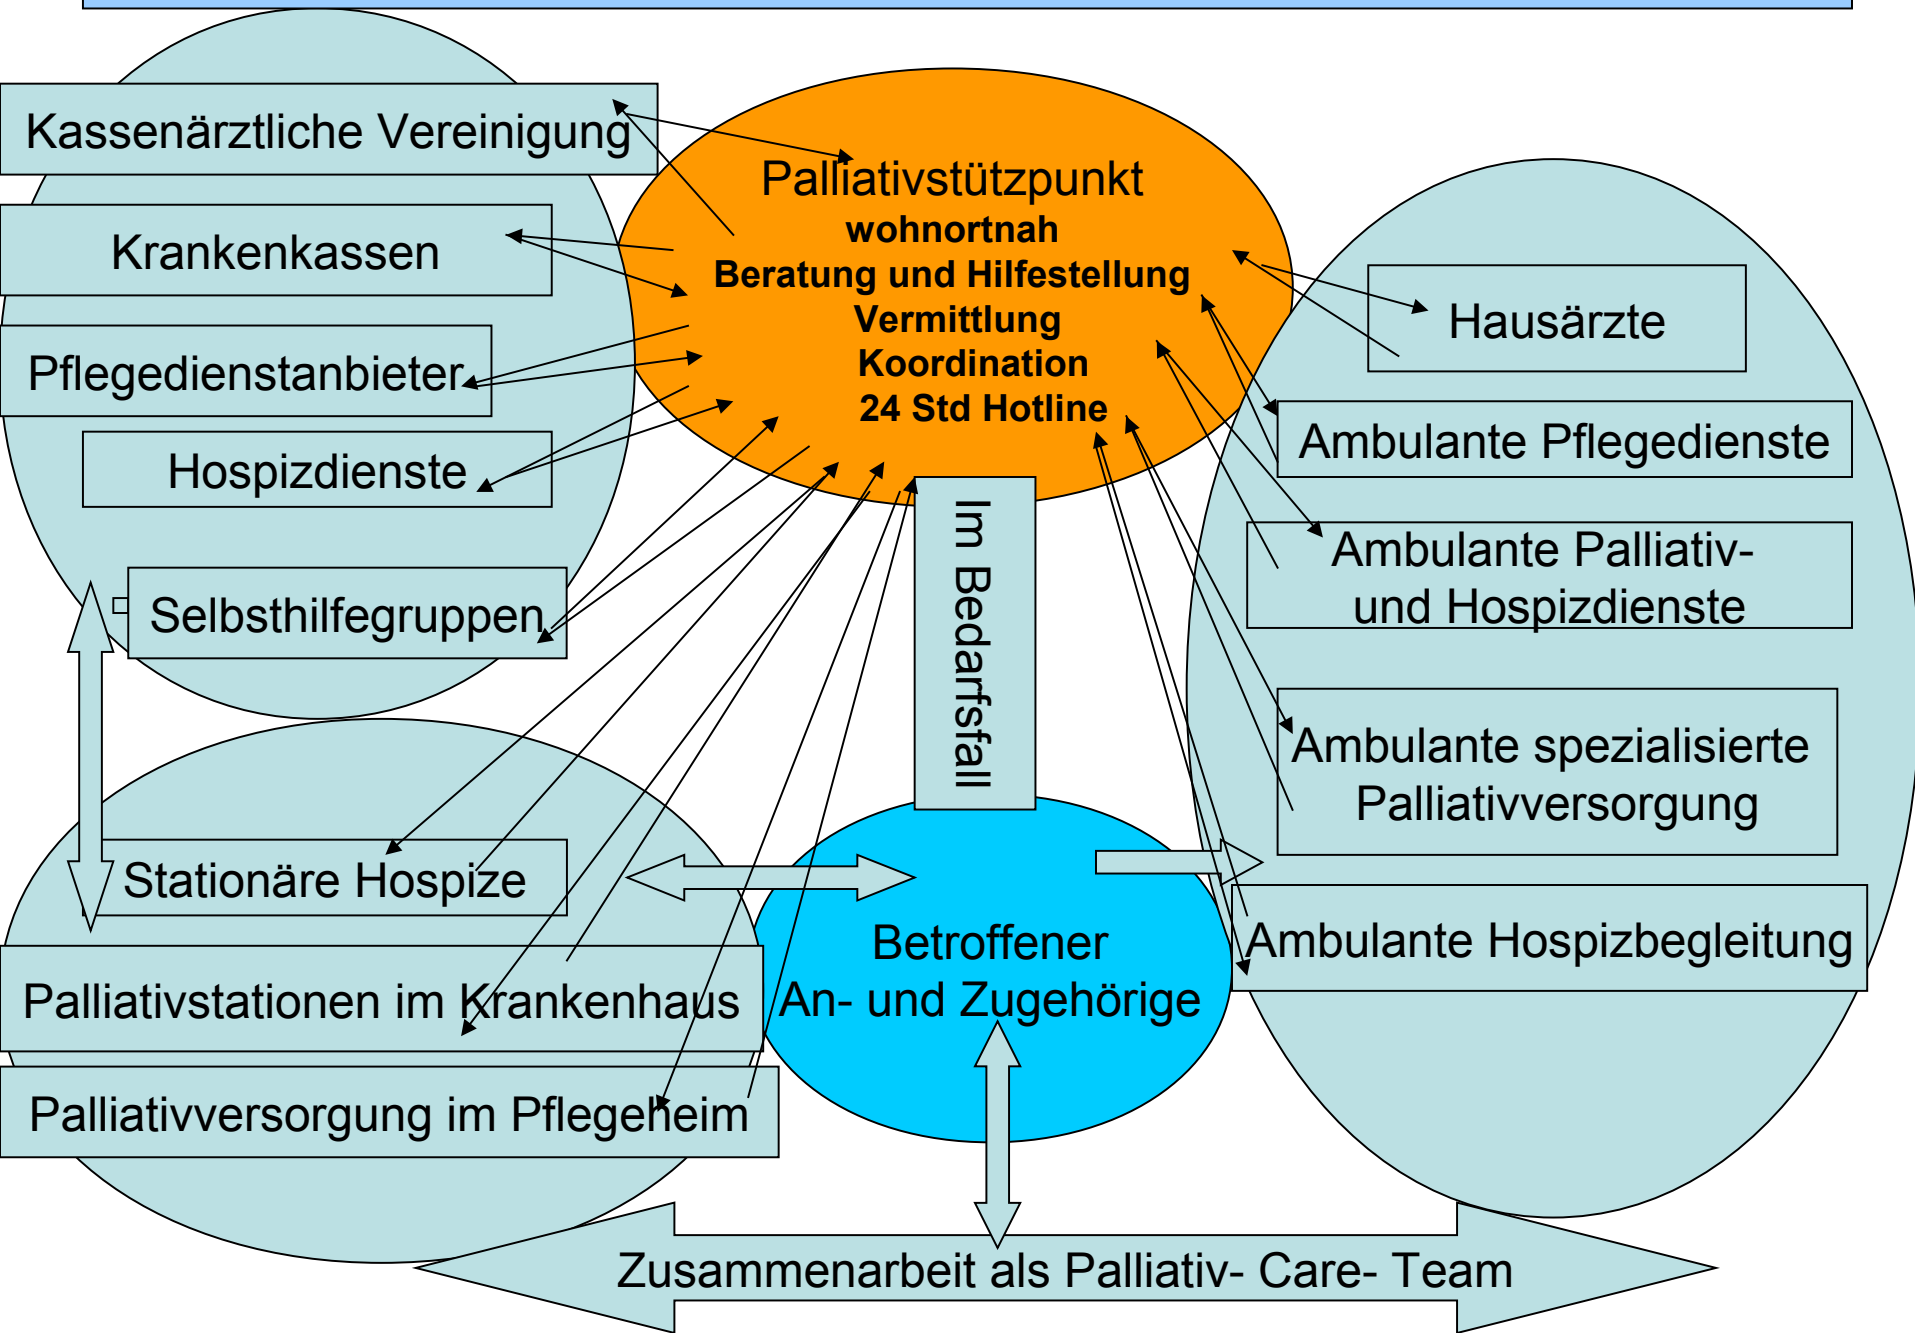 Kassenärztliche Vereinigung
Krankenkassen
Pflegedienstanbieter
Hospizdienste
Selbsthilfegruppen
Palliativstützpunkt
wohnortnah
Beratung und Hilfestellung
Vermittlung
Koordination
24 Std Hotline
Im Bedarfsfall
Hausärzte
Ambulante Pflegedienste
Ambulante Palliativ-
und Hospizdienste
Ambulante spezialisierte
Palliativversorgung
Ambulante Hospizbegleitung
Stationäre Hospize
Palliativstationen im Krankenhaus
Palliativversorgung im Pflegeheim
Betroffener
An- und Zugehörige
Zusammenarbeit als Palliativ- Care- Team